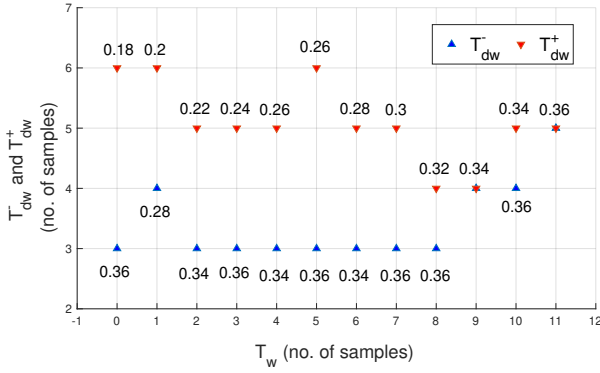 7
6
5
4
3
2
T⁻dw and T⁺dw
(no. of samples)
0.18 0.2 0.26
0.22 0.24 0.26 0.28 0.3 0.34 0.36
0.32 0.34
0.28 0.36
0.36 0.34 0.36 0.34 0.36 0.34 0.36 0.36
T⁻dw T⁺dw
-1 0 1 2 3 4 5 6 7 8 9 10 11 12
Tw (no. of samples)